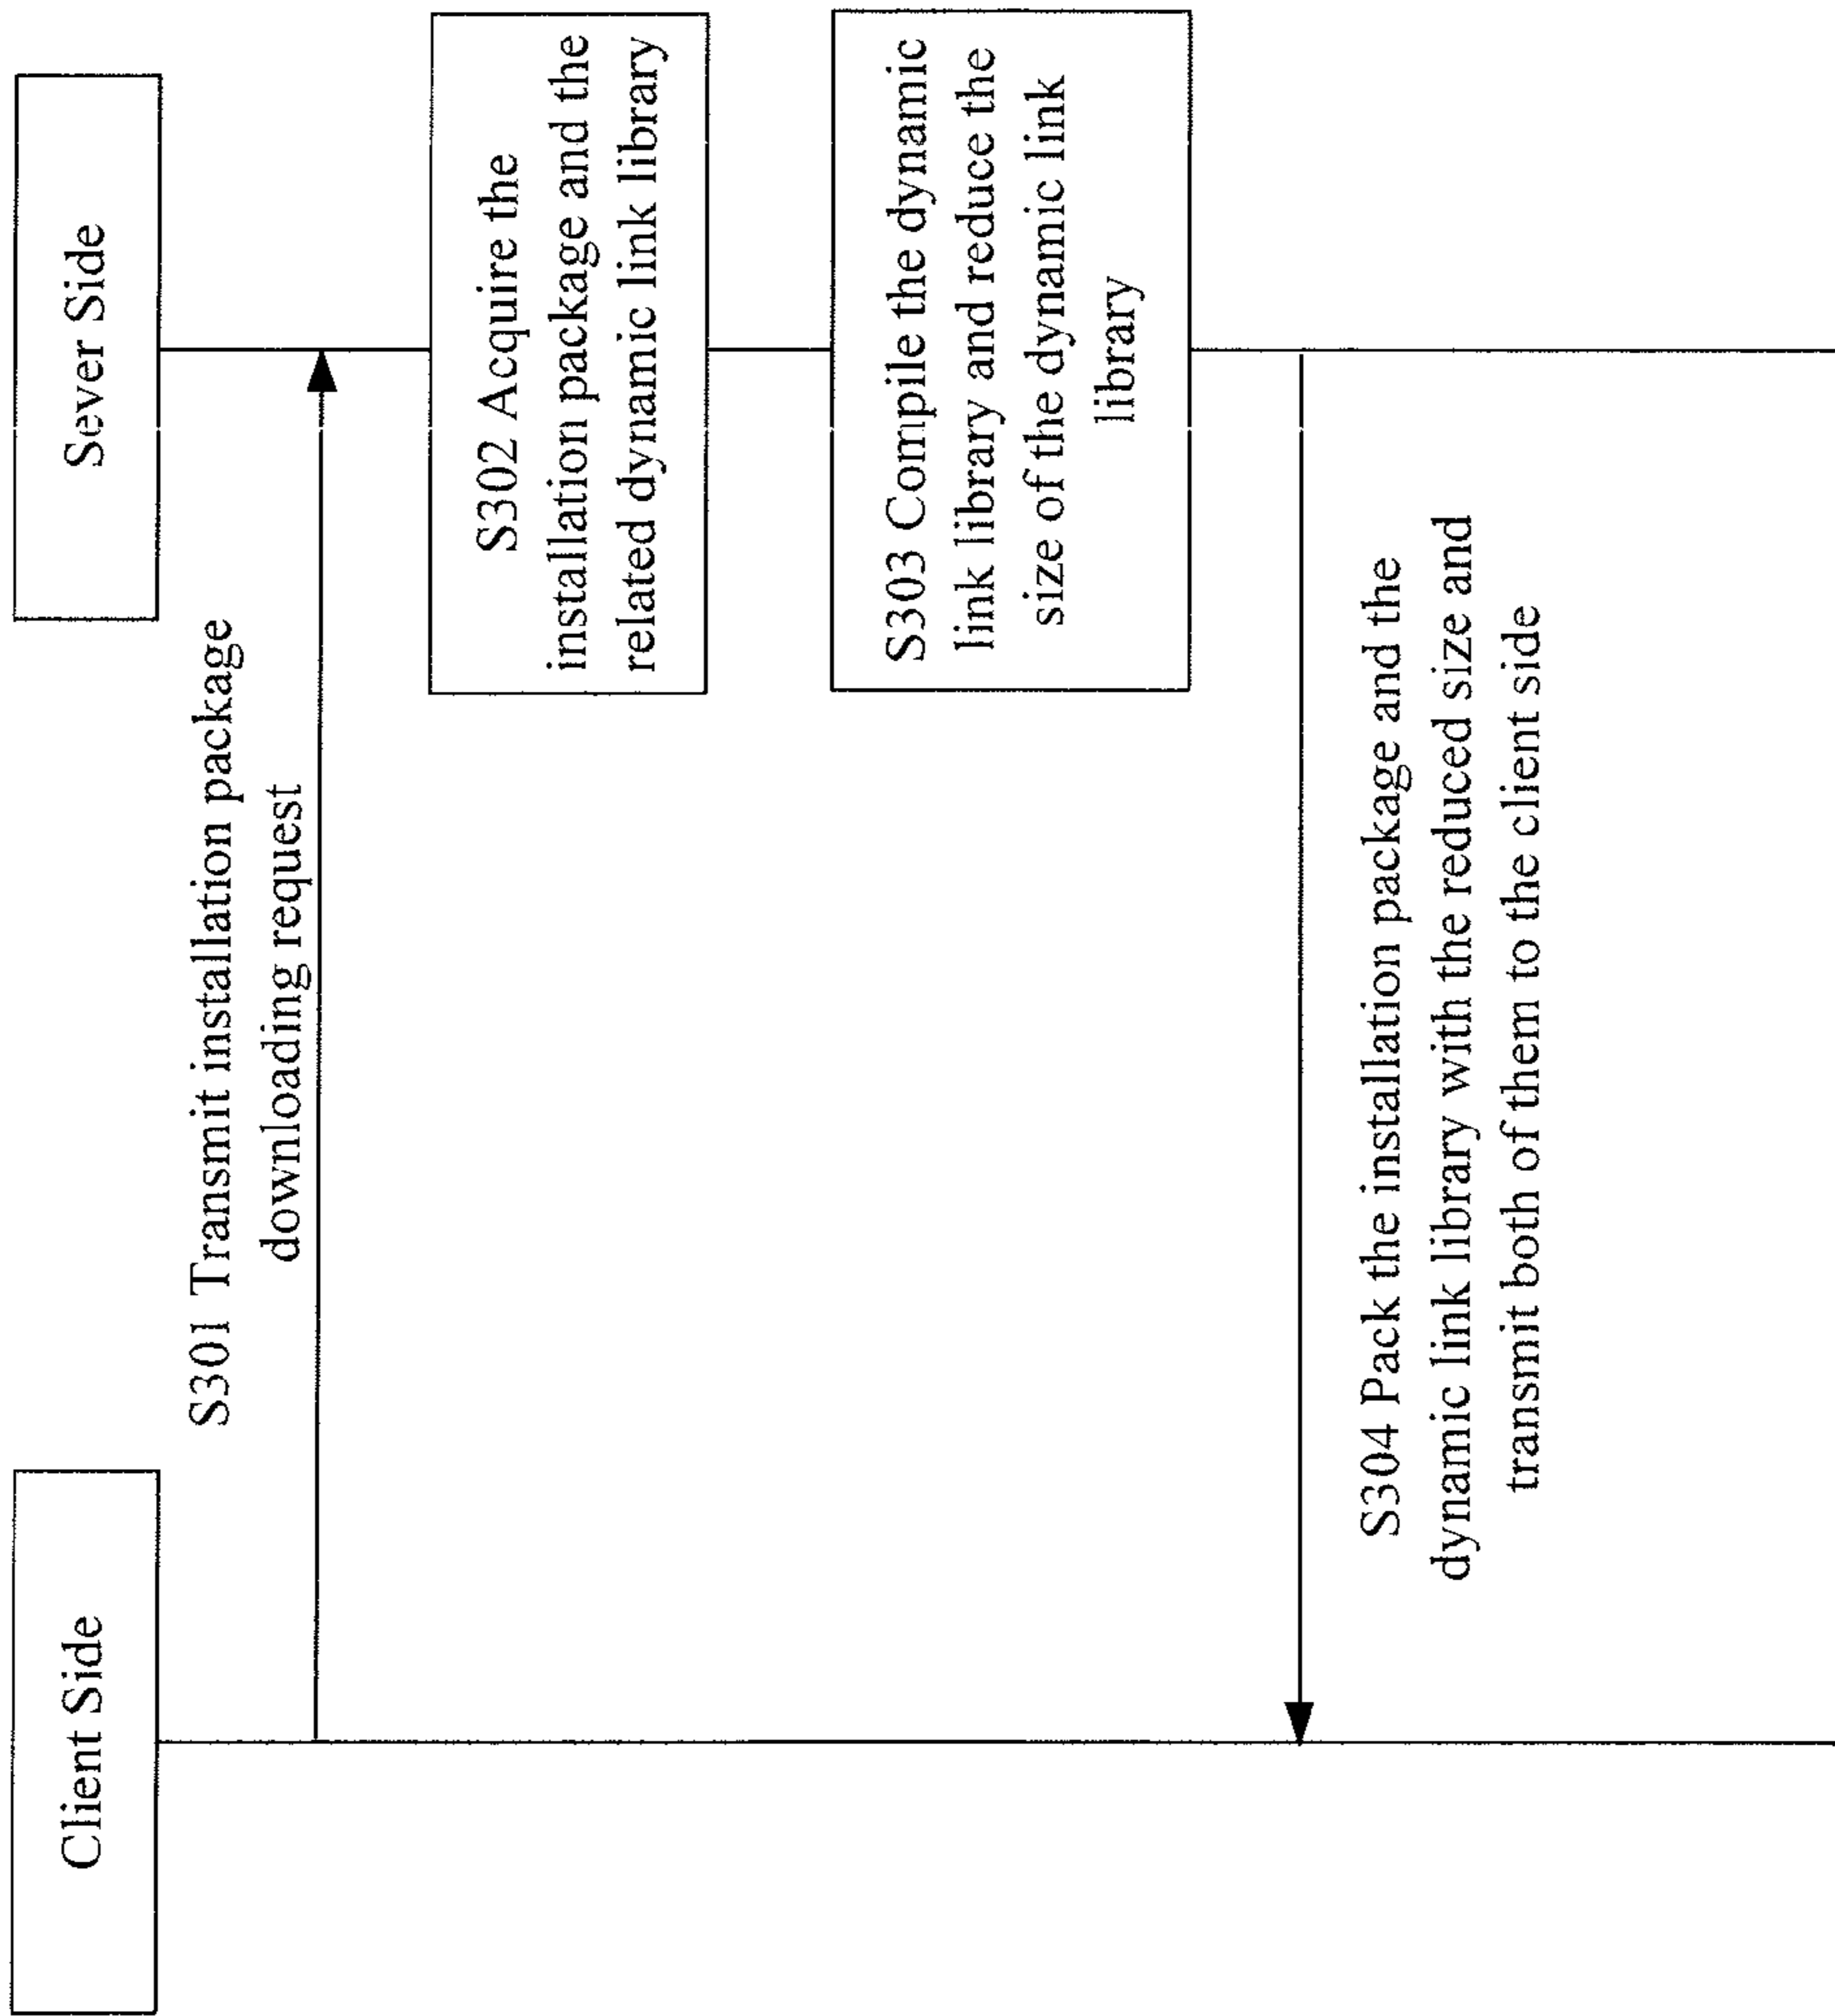 Client Side
Sever Side
S301 Transmit installation package
downloading request
S302 Acquire the
installation package and the
related dynamic link library
S303 Compile the dynamic
link library and reduce the
size of the dynamic link
library
S304 Pack the installation package and the
dynamic link library with the reduced size and
transmit both of them to the client side